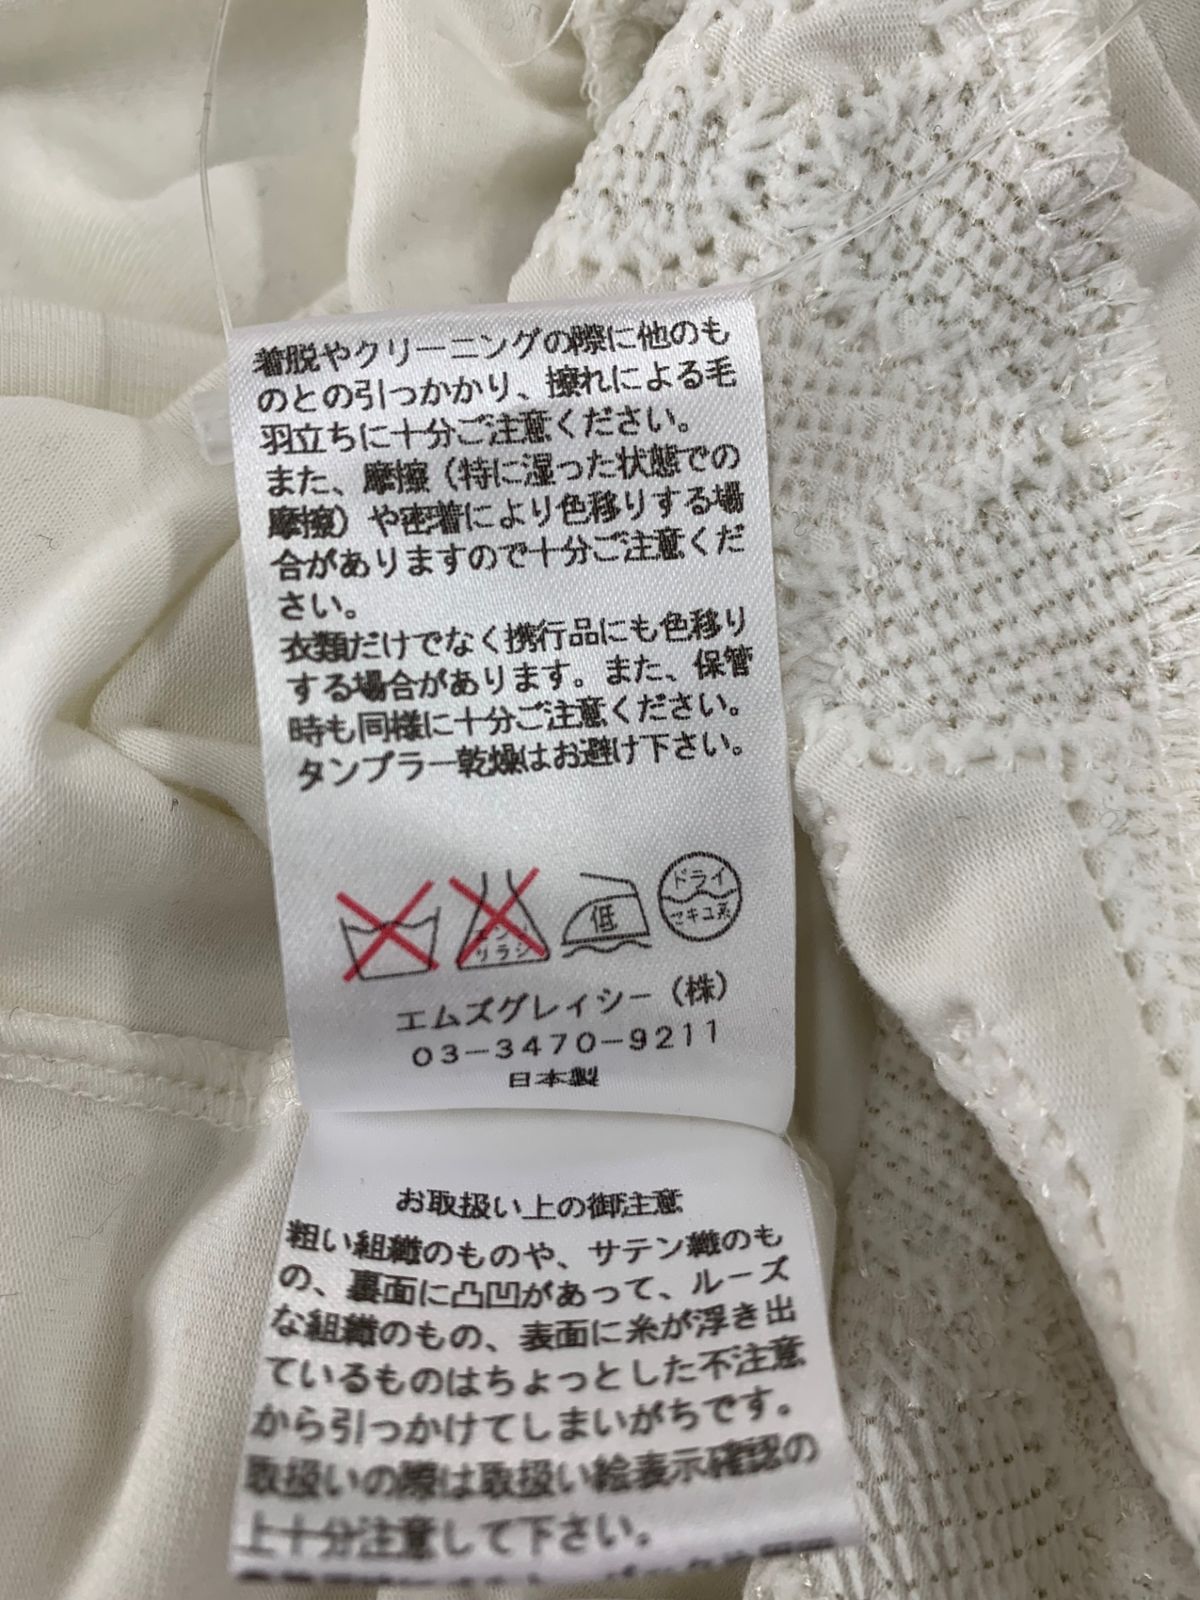 着脱やクリーニングの際に他のも
のとの引っかかり、擦れによる毛
羽立ちに十分ご注意ください。
また、摩擦（特に湿った状態での
摩擦）や密着により色移りする場
合がありますので十分ご注意くだ
さい。
衣類だけでなく携行品にも色移り
する場合があります。また、保管
時も同様に十分ご注意ください。
タンブラー乾燥はお避け下さい。
エンソ
サラシ
低
ドライ
セキユ系
エムズグレイシー（株）
03-3470-9211
日本製
お取扱い上の御注意
粗い組織のものや、サテン織のも
の、裏面に凸凹があって、ルーズ
な組織のもの、表面に糸が浮き出
ているものはちょっとした不注意
から引っかけてしまいがちです。
取扱いの際は取扱い絵表示確認の
上十分注意して下さい。